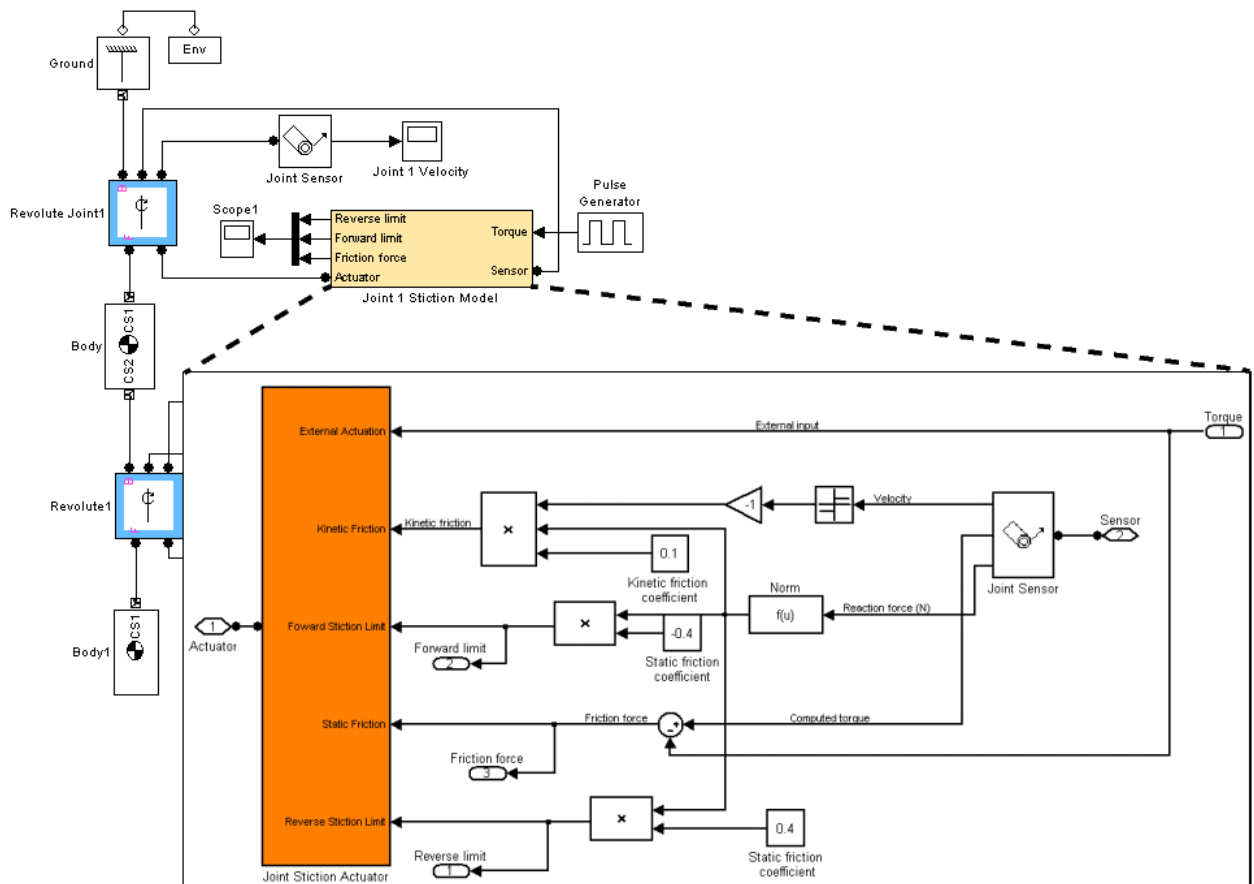 Env
Ground
B
F
Revolute Joint1
Joint Sensor
Joint 1 Velocity
Scope1
Reverse limit
Forward limit
Friction force
Actuator
Torque
Sensor
Joint 1 Stiction Model
Pulse
Generator
CS1
CS2
Body
B
F
Revolute1
CS1
Body1
External Actuation
Kinetic Friction
Foward Stiction Limit
Static Friction
Reverse Stiction Limit
Joint Stiction Actuator
1
Actuator
External input
Torque
1
Kinetic friction
×
-1
Velocity
Sensor
2
Joint Sensor
0.1
Kinetic friction
coefficient
Norm
f(u)
Reaction force (N)
×
-0.4
Static friction
coefficient
Forward limit
2
Friction force
+
-
Computed torque
Friction force
3
×
0.4
Static friction
coefficient
Reverse limit
1